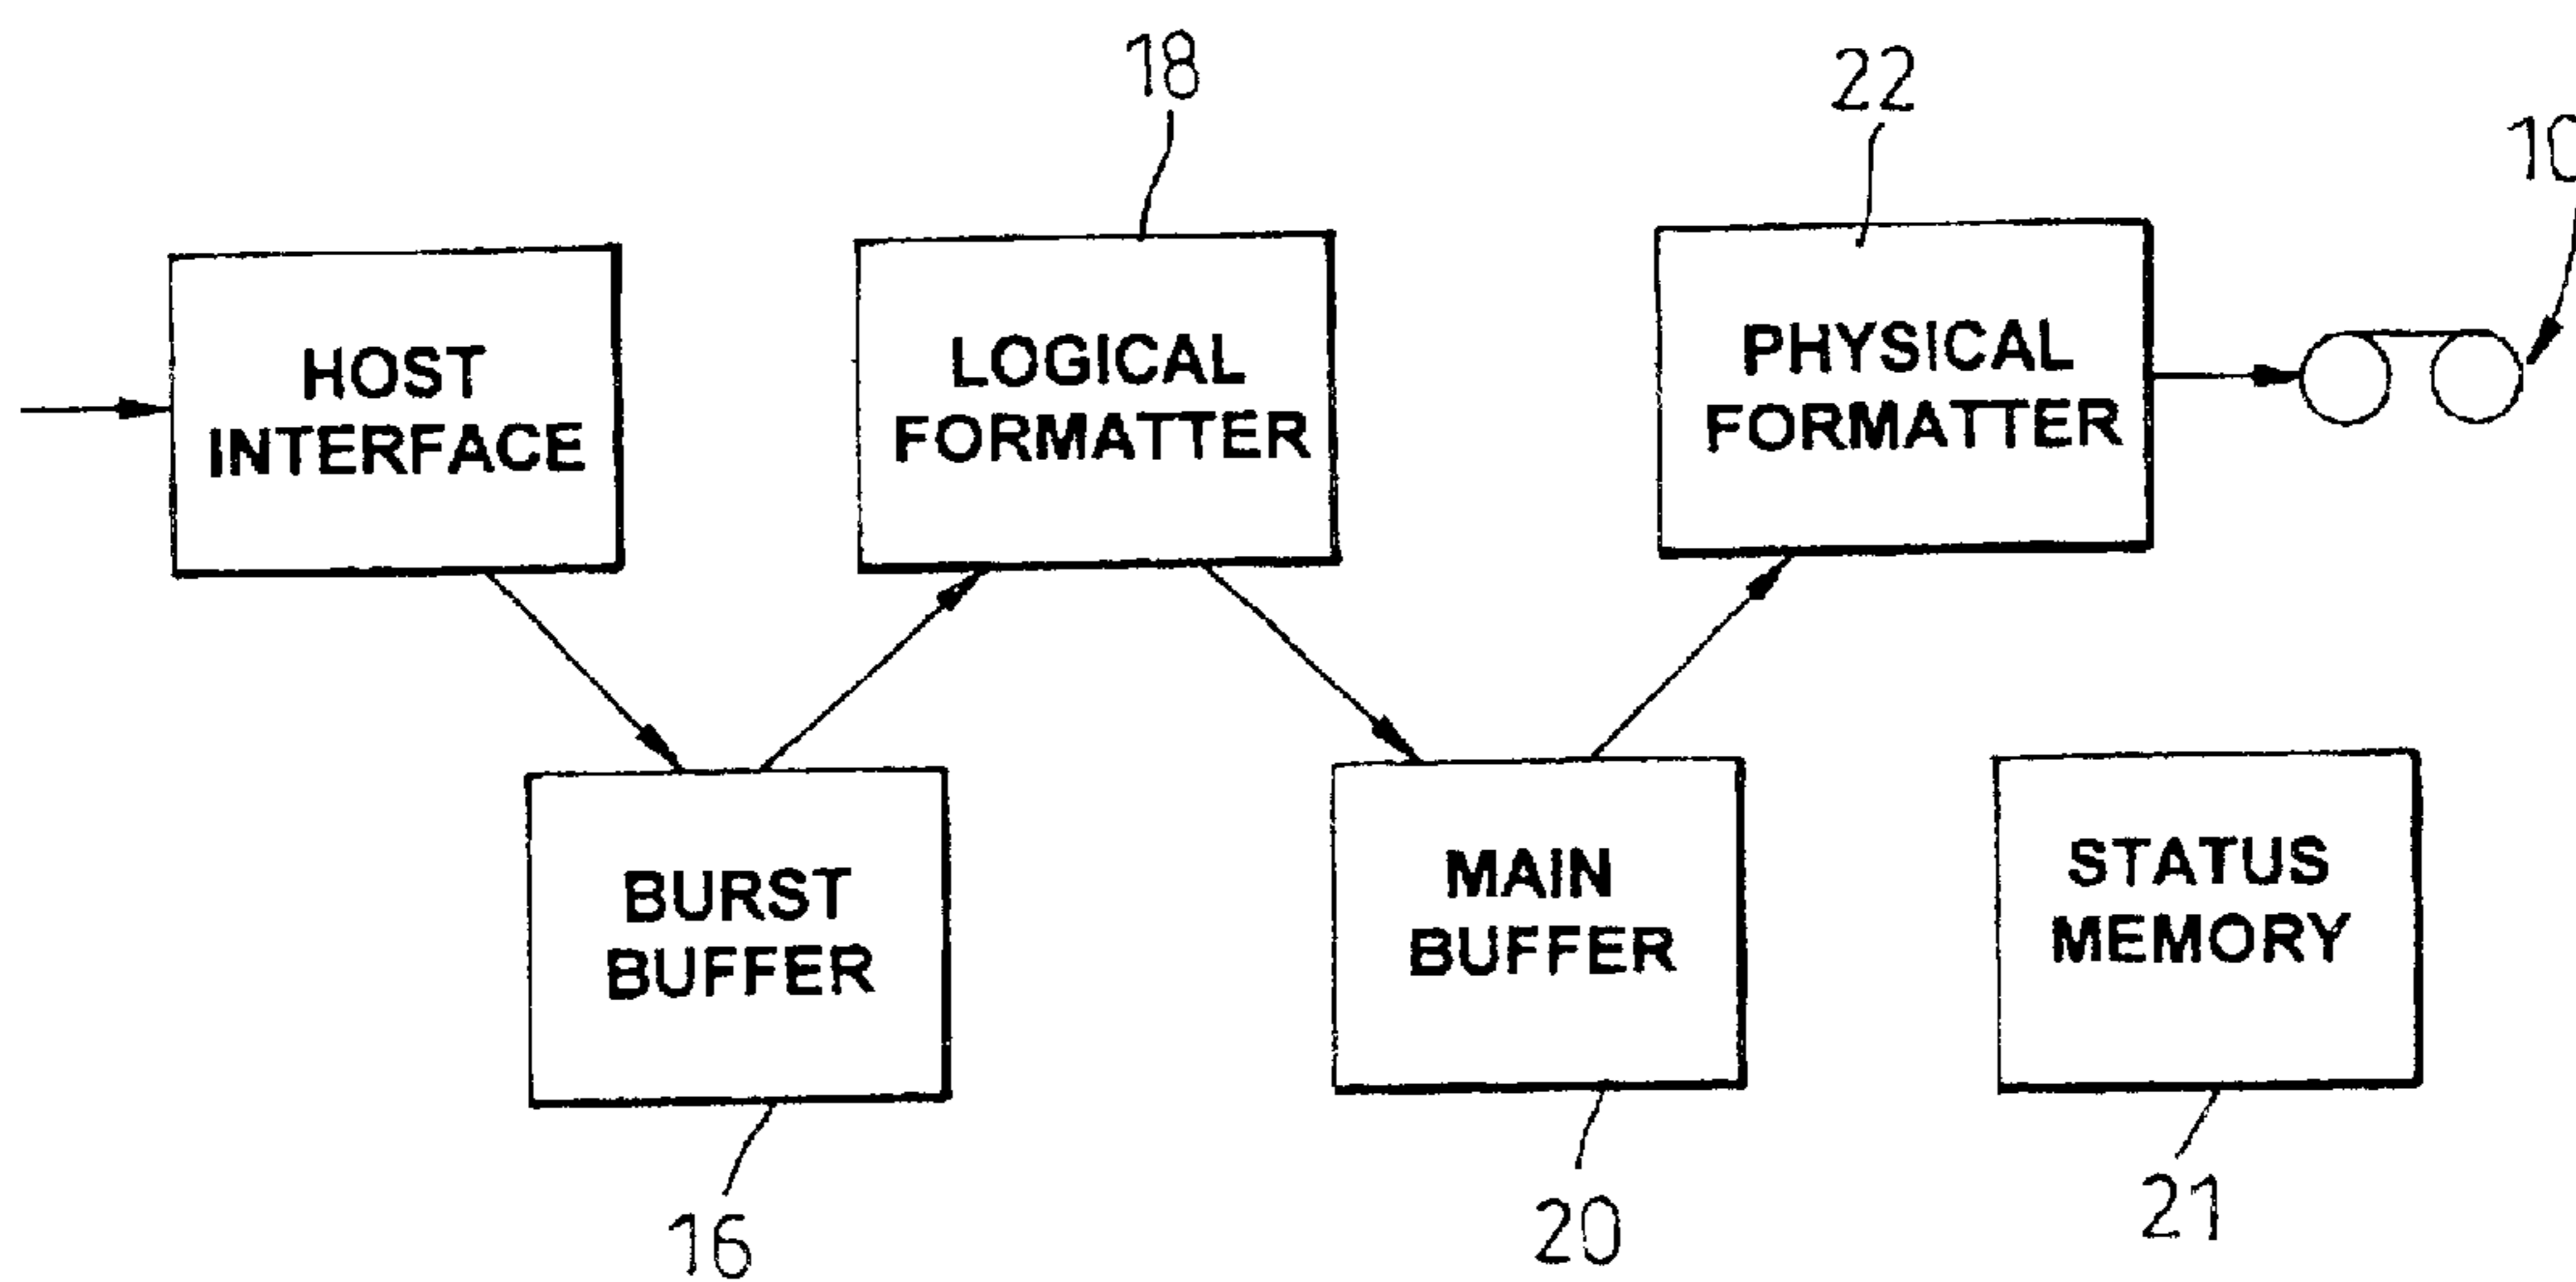 18
22
10
HOST
INTERFACE
LOGICAL
FORMATTER
PHYSICAL
FORMATTER
BURST
BUFFER
MAIN
BUFFER
STATUS
MEMORY
16
20
21